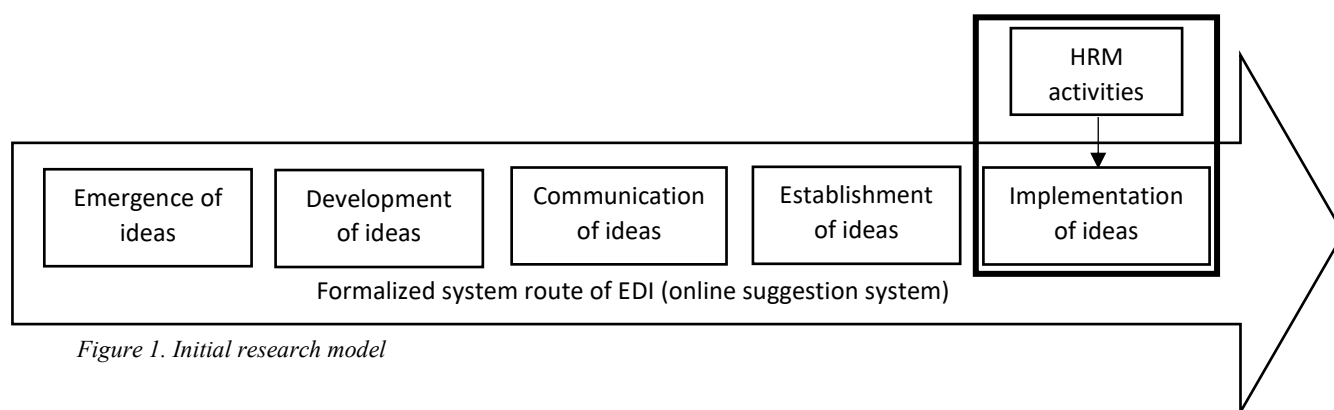 HRM
activities
Emergence of
ideas
Development
of ideas
Communication
of ideas
Establishment
of ideas
Implementation
of ideas
Formalized system route of EDI (online suggestion system)
Figure 1. Initial research model